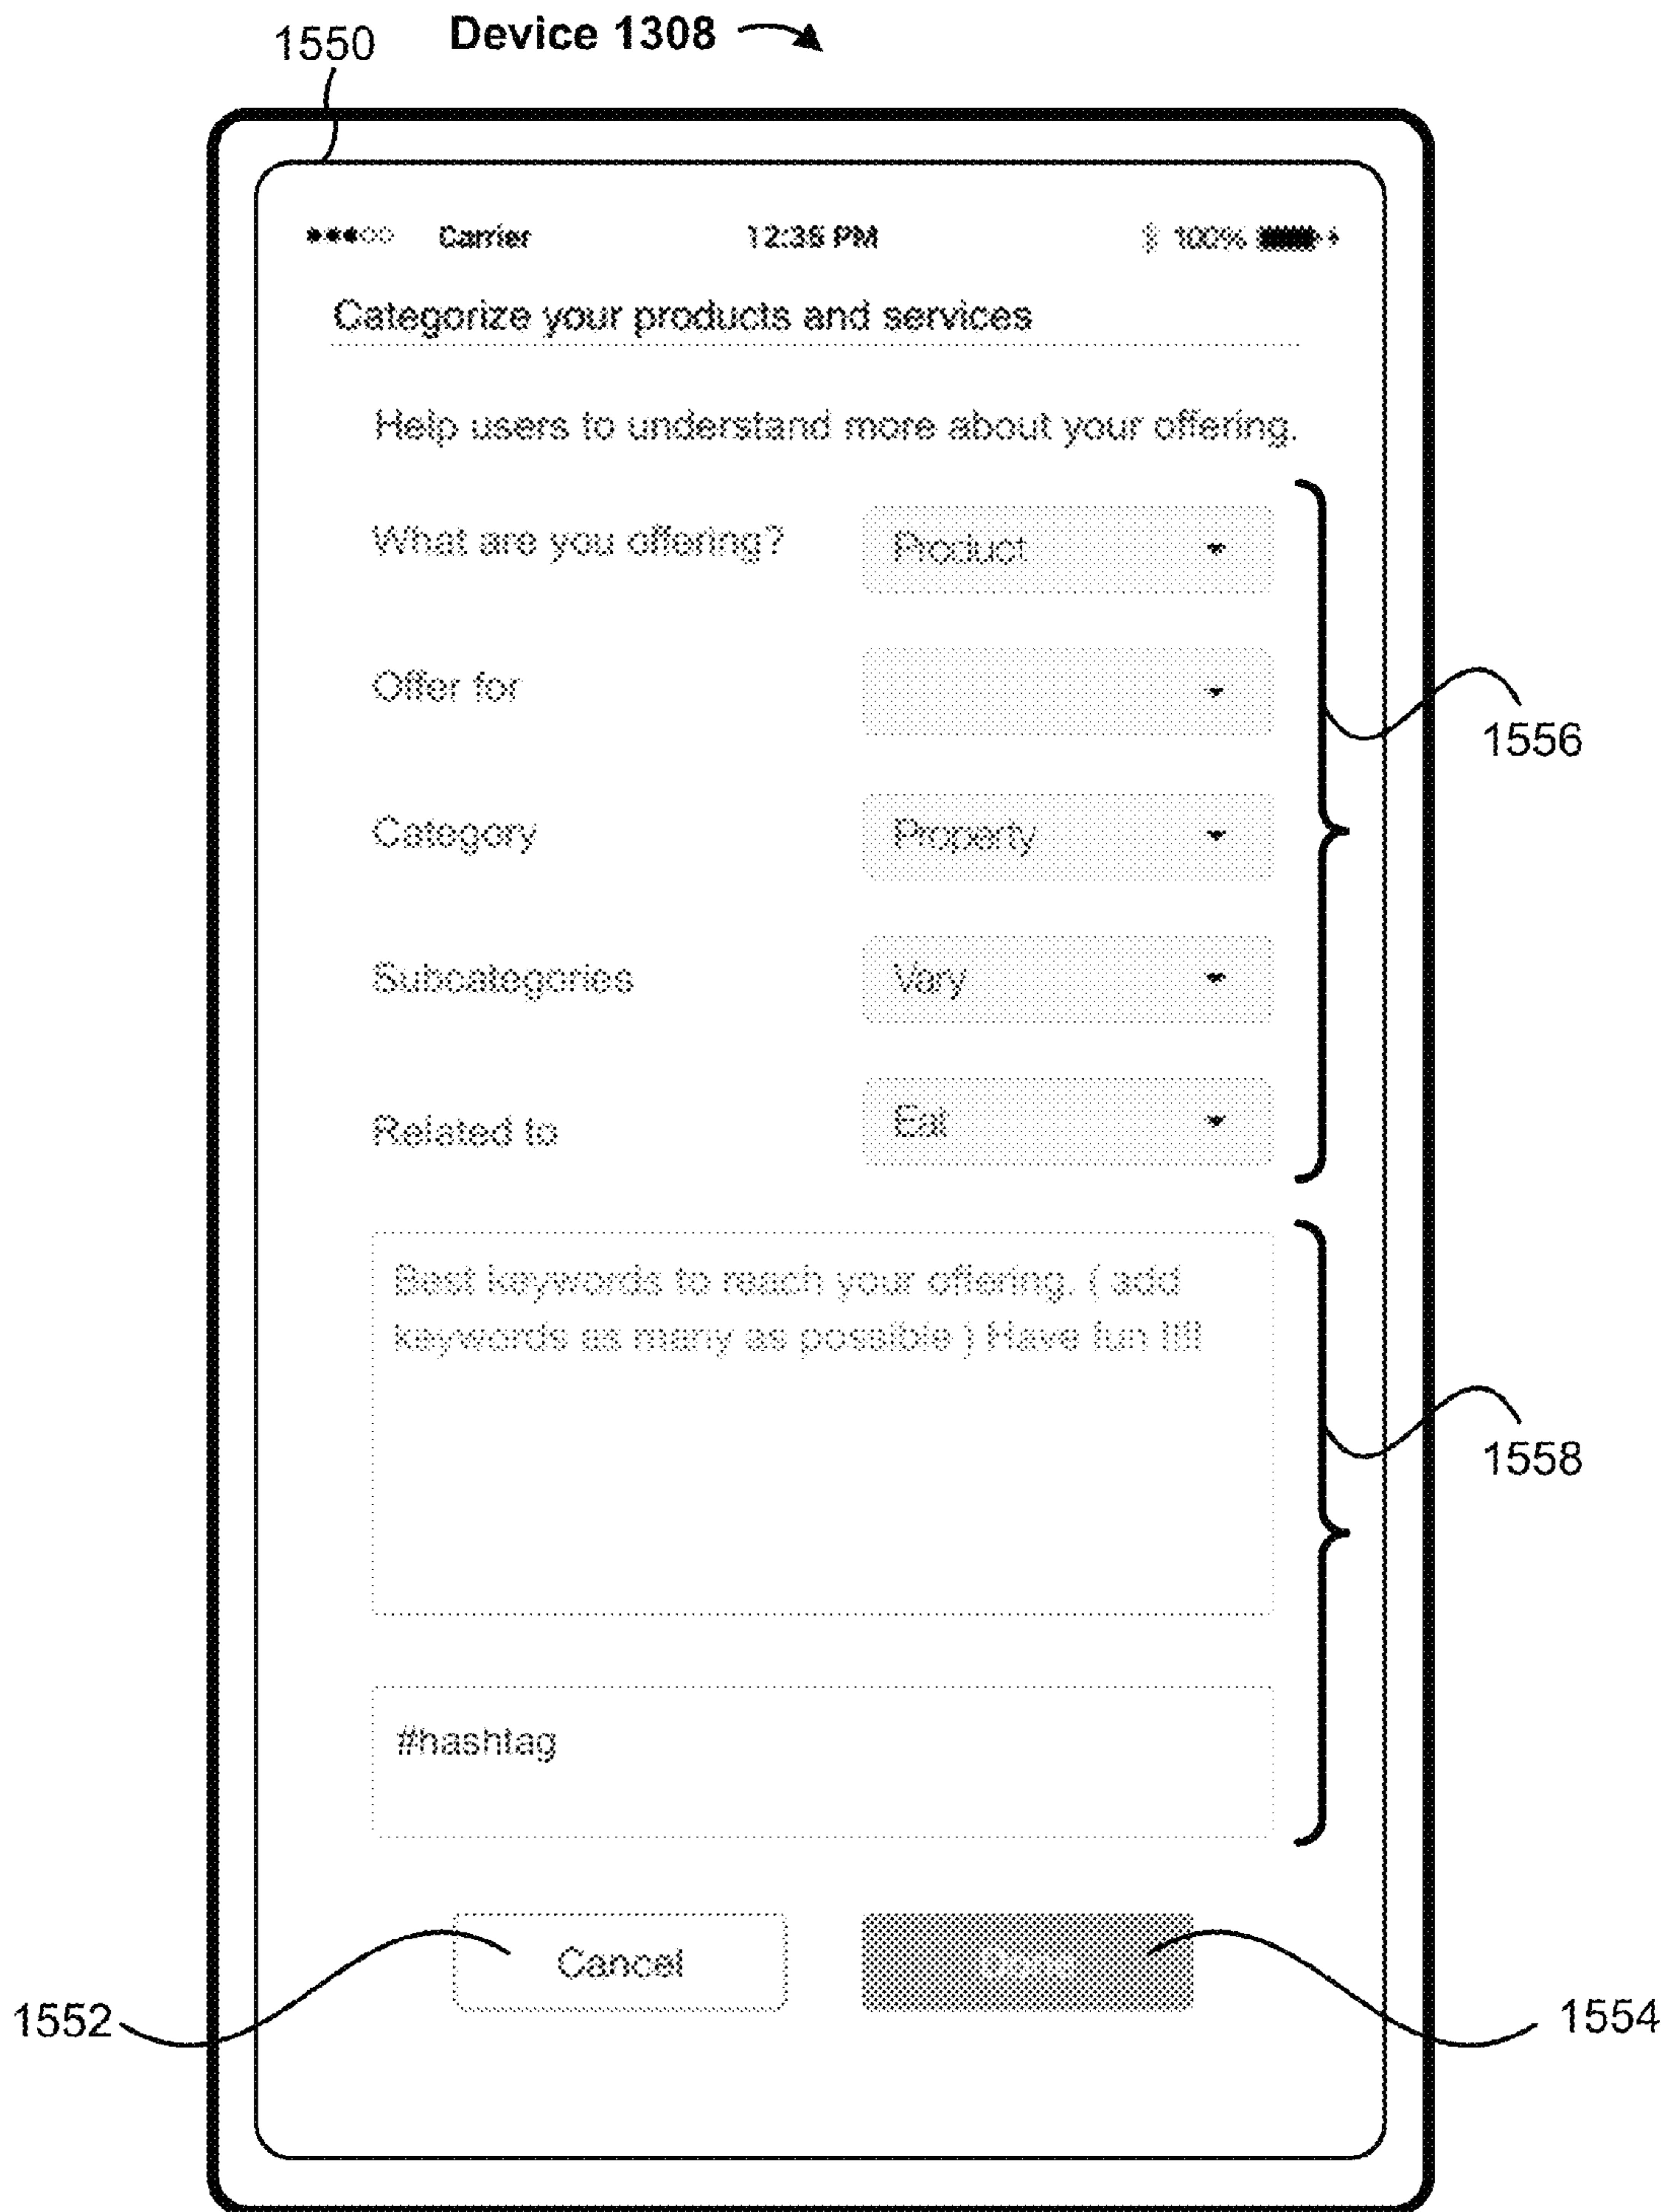 1550 Device 1308
Carrier 12:36 PM 100%
Categorize your products and services
Help users to understand more about your offering.
What are you offering? Product
Offer for
1556
Category Property
Subcategories Vary
Related to Eat
Best keywords to reach your offering. ( add
keywords as many as possible ) Have fun !!!!
1558
#hashtag
Cancel Done
1552 1554